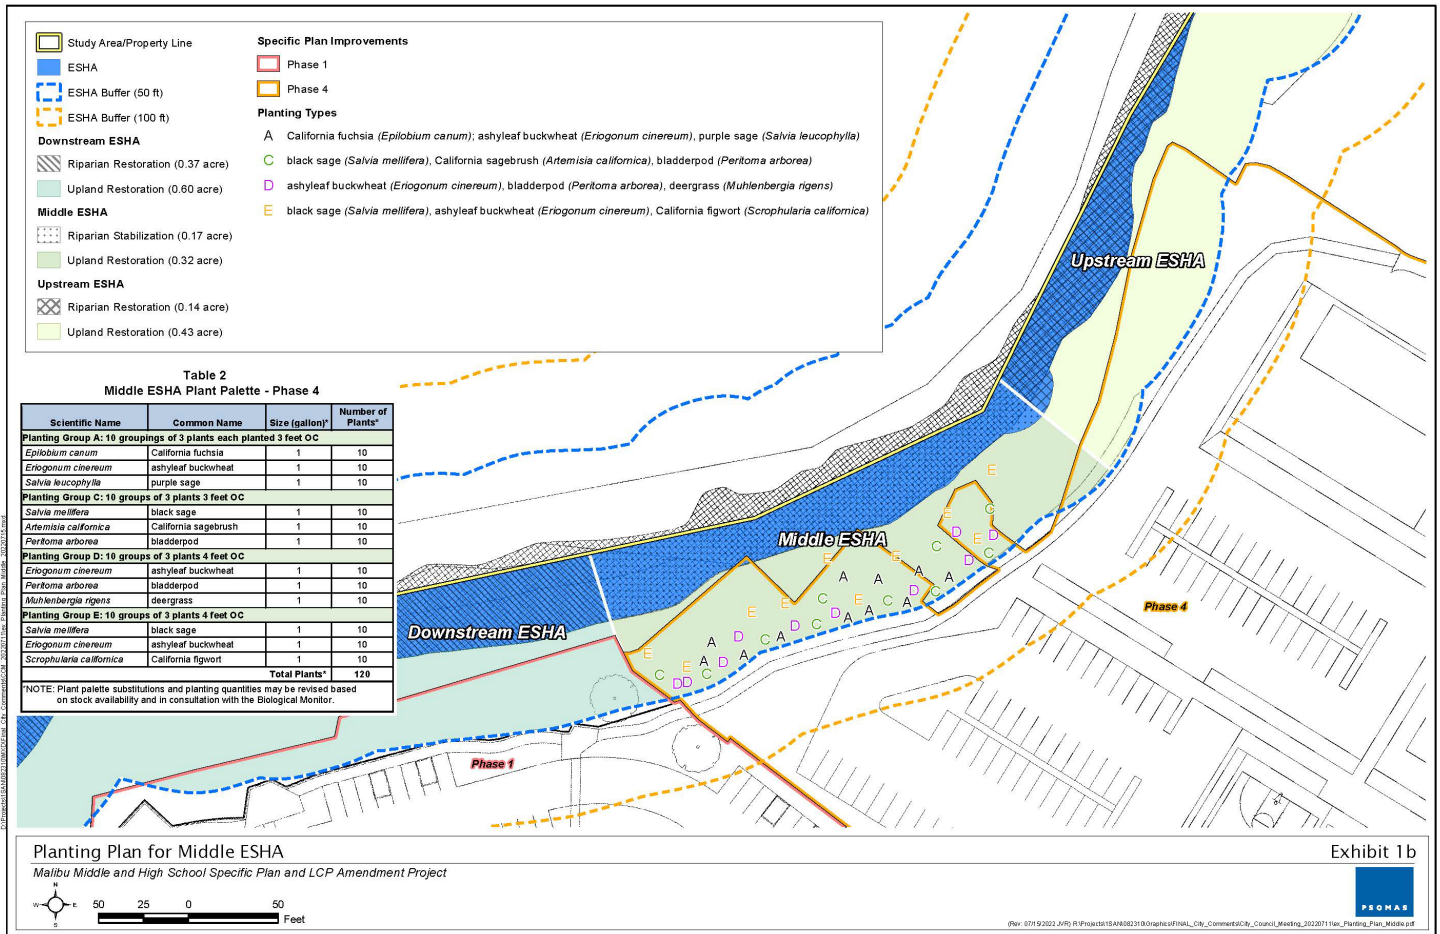 Study Area/Property Line
ESHA
ESHA Buffer (50 ft)
ESHA Buffer (100 ft)
Downstream ESHA
Riparian Restoration (0.37 acre)
Upland Restoration (0.60 acre)
Middle ESHA
Riparian Stabilization (0.17 acre)
Upland Restoration (0.32 acre)
Upstream ESHA
Riparian Restoration (0.14 acre)
Upland Restoration (0.43 acre)
Specific Plan Improvements
Phase 1
Phase 4
Planting Types
A California fuchsia (Epilobium canum); ashyleaf buckwheat (Eriogonum cinereum), purple sage (Salvia leucophylla)
C black sage (Salvia mellifera), California sagebrush (Artemisia californica), bladderpod (Peritoma arborea)
D ashyleaf buckwheat (Eriogonum cinereum), bladderpod (Peritoma arborea), deergrass (Muhlenbergia rigens)
E black sage (Salvia mellifera), ashyleaf buckwheat (Eriogonum cinereum), California figwort (Scrophularia californica)
Table 2
Middle ESHA Plant Palette - Phase 4
Scientific Name Common Name Size (gallon)* Number of Plants*
Planting Group A: 10 groupings of 3 plants each planted 3 feet OC
Epilobium canum California fuchsia 1 10
Eriogonum cinereum ashyleaf buckwheat 1 10
Salvia leucophylla purple sage 1 10
Planting Group C: 10 groups of 3 plants 3 feet OC
Salvia mellifera black sage 1 10
Artemisia californica California sagebrush 1 10
Peritoma arborea bladderpod 1 10
Planting Group D: 10 groups of 3 plants 4 feet OC
Eriogonum cinereum ashyleaf buckwheat 1 10
Peritoma arborea bladderpod 1 10
Muhlenbergia rigens deergrass 1 10
Planting Group E: 10 groups of 3 plants 4 feet OC
Salvia mellifera black sage 1 10
Eriogonum cinereum ashyleaf buckwheat 1 10
Scrophularia californica California figwort 1 10
Total Plants* 120
*NOTE: Plant palette substitutions and planting quantities may be revised based
on stock availability and in consultation with the Biological Monitor.
Upstream ESHA
Middle ESHA
Downstream ESHA
Phase 4
Phase 1
Planting Plan for Middle ESHA
Exhibit 1b
Malibu Middle and High School Specific Plan and LCP Amendment Project
N
W E
S
50 25 0 50
Feet
PSOMAS
(Rev: 07/15/2022 JVR) R:\Projects\1SAN\082310\Graphics\FINAL_City_Comments\City_Council_Meeting_20220711\ex_Planting_Plan_Middle.pdf